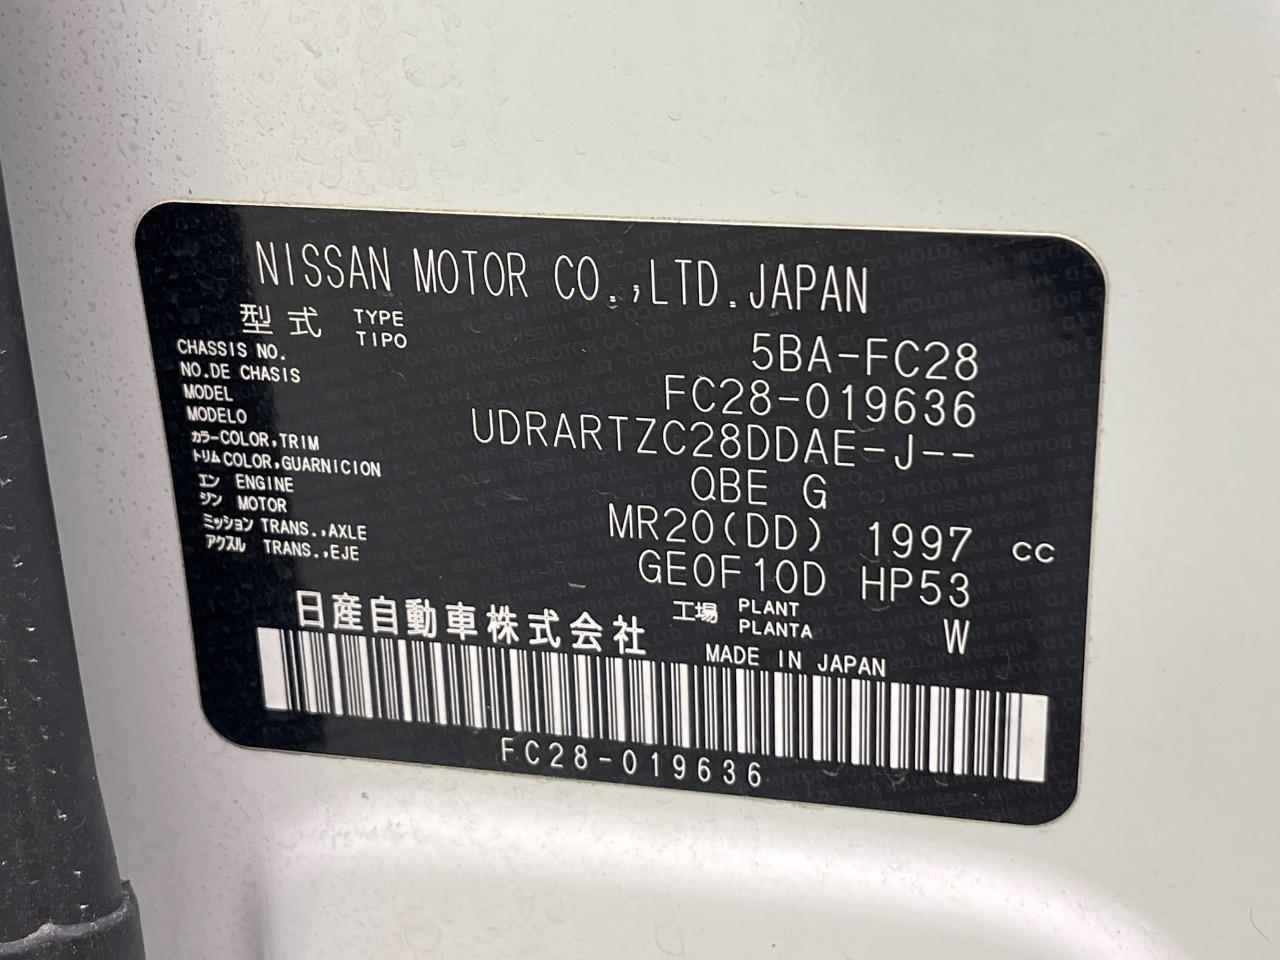 NISSAN MOTOR CO.,LTD.JAPAN
型式 TYPE TIPO 5BA-FC28
CHASSIS NO. NO.DE CHASIS FC28-019636
MODEL MODELO UDRARTZC28DDAE-J--
カラー COLOR,TRIM トリム COLOR,GUARNICION QBE G
エンジン ENGINE MOTOR MR20(DD) 1997 cc
ミッション TRANS.,AXLE アクスル TRANS.,EJE GE0F10D HP53
工場 PLANT PLANTA W
日産自動車株式会社 MADE IN JAPAN
FC28-019636